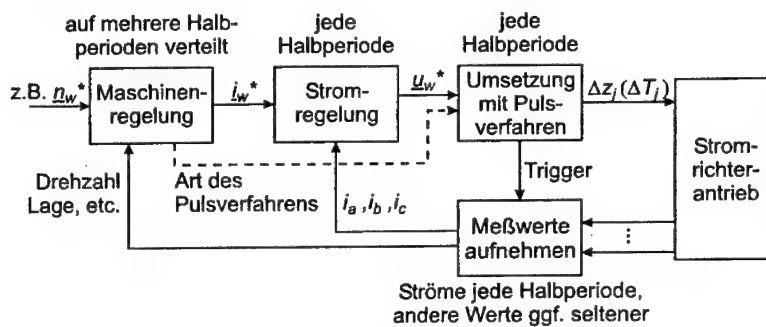 auf mehrere Halb-
perioden verteilt
jede
Halbperiode
jede
Halbperiode
z.B. n_w*
Maschinen-
regelung
i_w*
Strom-
regelung
u_w*
Umsetzung
mit Puls-
verfahren
Δz_j(ΔT_j)
Strom-
richter-
antrieb
Drehzahl
Lage, etc.
Art des
Pulsverfahrens
i_a, i_b, i_c
Trigger
Meßwerte
aufnehmen
⋮
Ströme jede Halbperiode,
andere Werte ggf. seltener